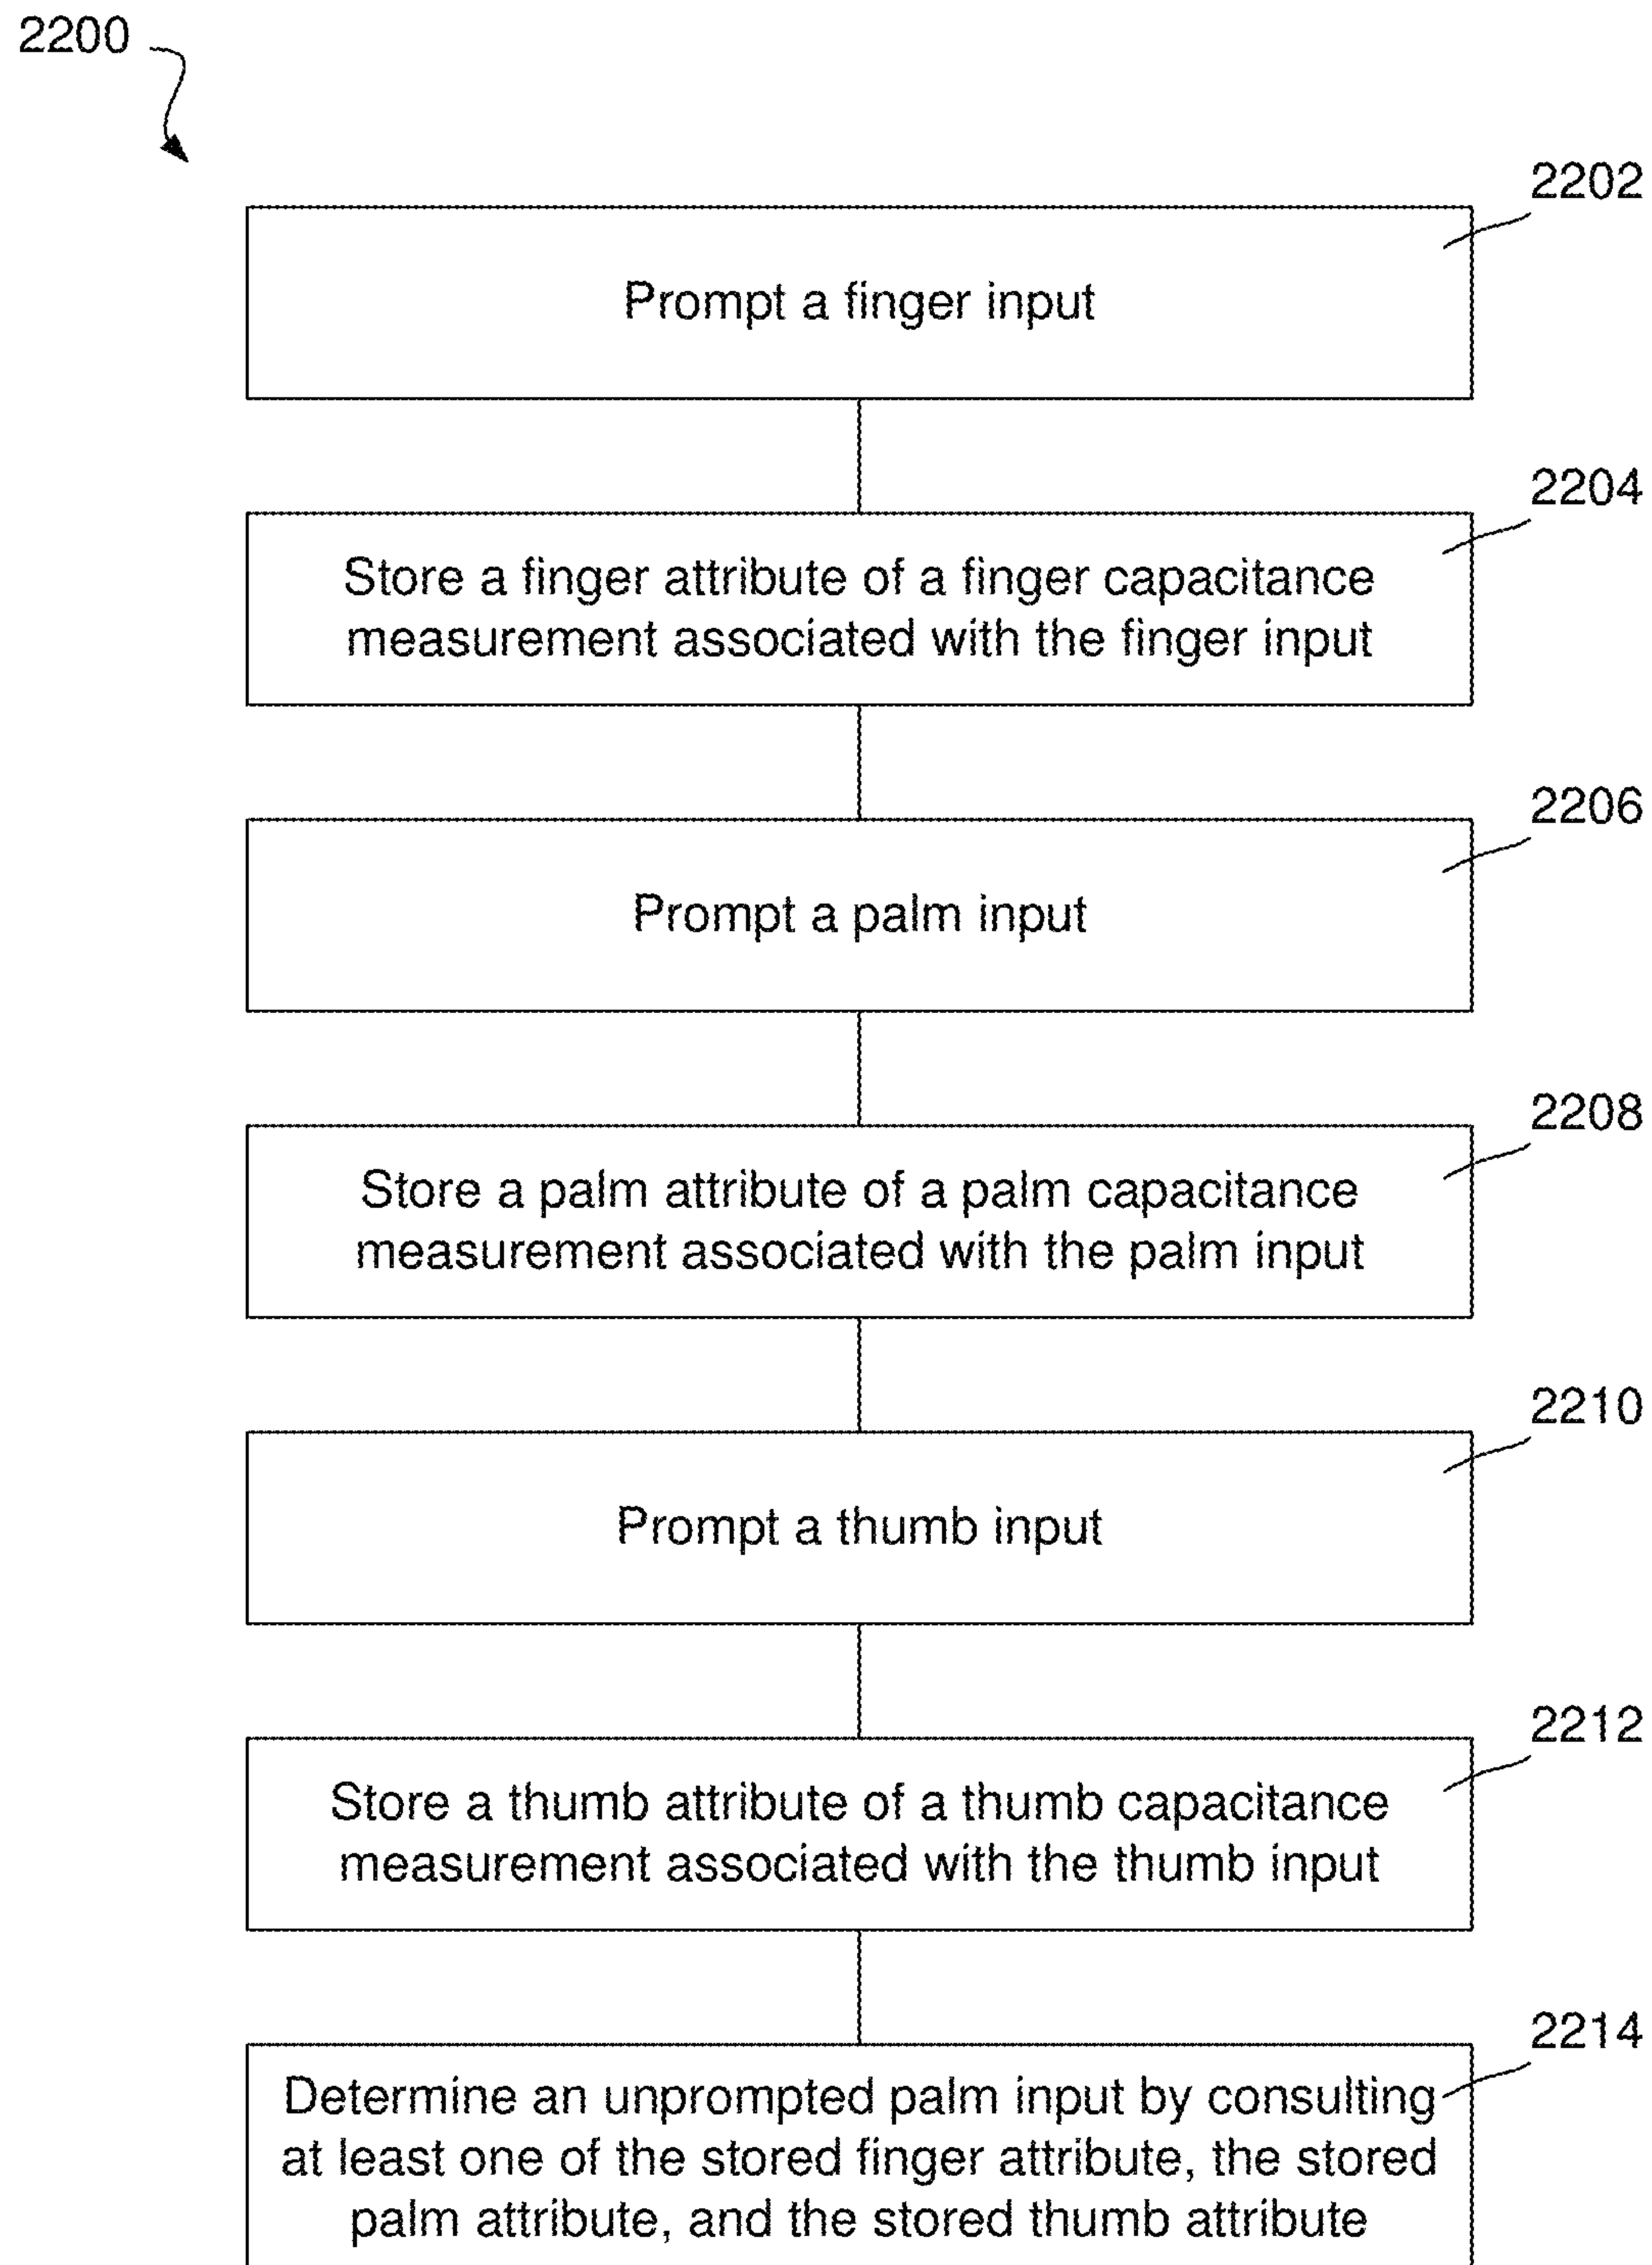 2200
2202
Prompt a finger input
2204
Store a finger attribute of a finger capacitance
measurement associated with the finger input
2206
Prompt a palm input
2208
Store a palm attribute of a palm capacitance
measurement associated with the palm input
2210
Prompt a thumb input
2212
Store a thumb attribute of a thumb capacitance
measurement associated with the thumb input
2214
Determine an unprompted palm input by consulting
at least one of the stored finger attribute, the stored
palm attribute, and the stored thumb attribute